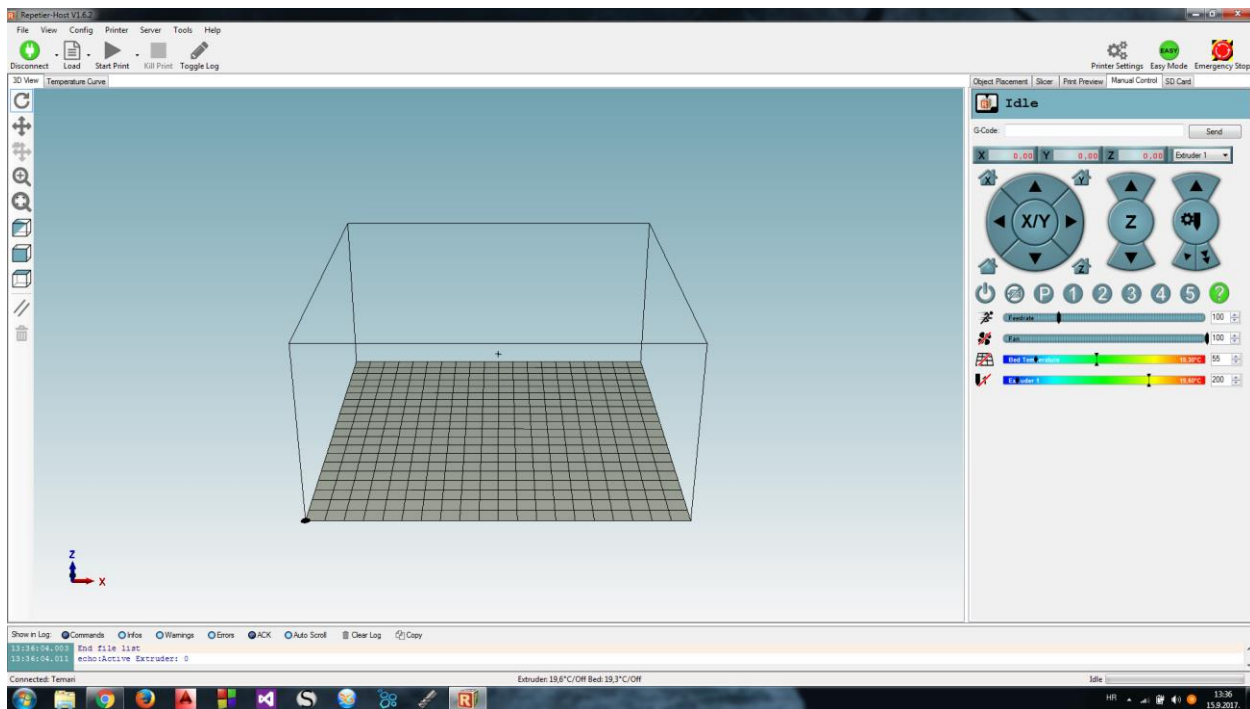 Repetier-Host V1.6.2
File View Config Printer Server Tools Help
Disconnect Load Start Print Kill Print Toggle Log
Printer Settings Easy Mode Emergency Stop
EASY
3D View Temperature Curve
Object Placement Slicer Print Preview Manual Control SD Card
Idle
G-Code: Send
X 0.00 Y 0.00 Z 0.00 Extruder 1
X Y
X/Y Z
Z
P 1 2 3 4 5 ?
Feedrate 100
Fan 100
Bed Temperature 19.30°C 55
Extruder 1 19.60°C 200
Z
X
Show in Log: Commands Infos Warnings Errors ACK Auto Scroll Clear Log Copy
13:36:04.003 End file list
13:36:04.011 echo:Active Extruder: 0
Connected: Temari Extruder: 19,6°C/Off Bed: 19,3°C/Off Idle
HR 13:36
15.9.2017.